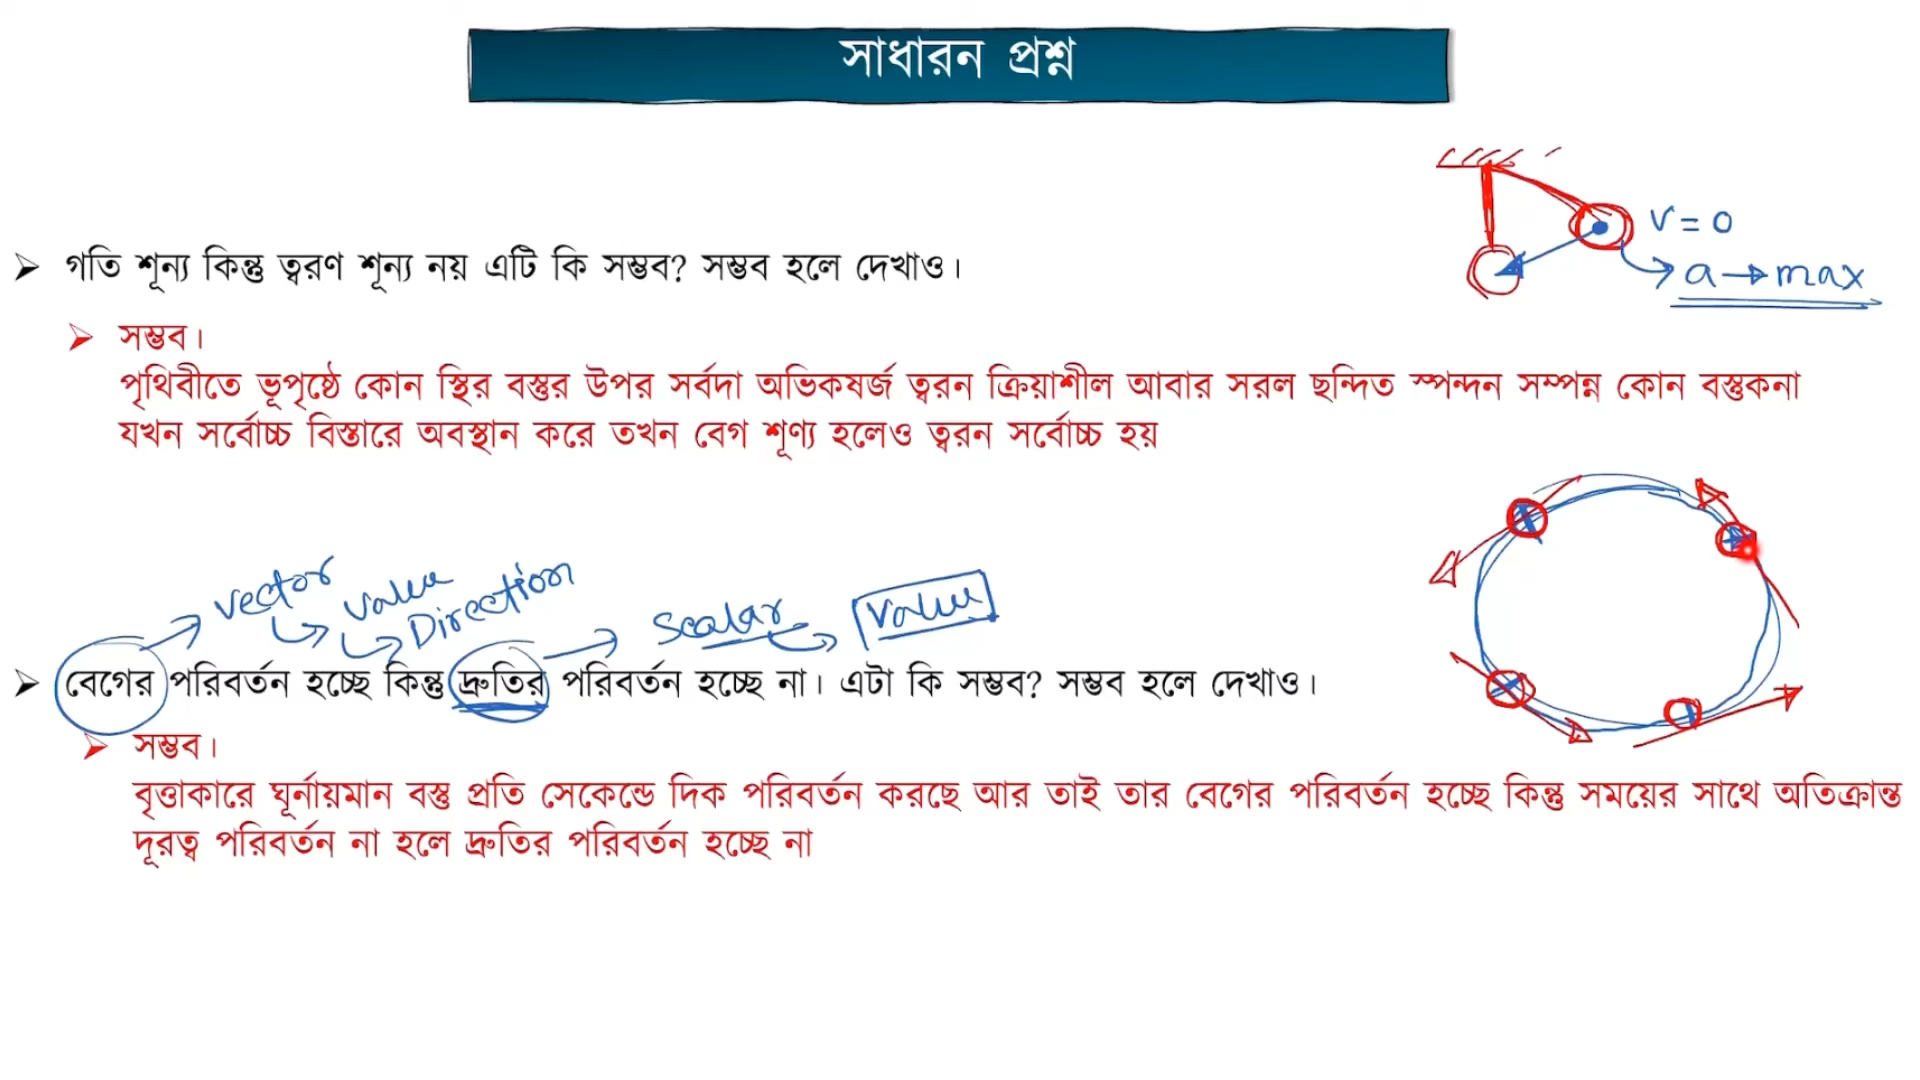 সাধারন প্রশ্ন
গতি শূন্য কিন্তু ত্বরণ শূন্য নয় এটি কি সম্ভব? সম্ভব হলে দেখাও।
v = 0
a → max
সম্ভব।
পৃথিবীতে ভূপৃষ্ঠে কোন স্থির বস্তুর উপর সর্বদা অভিকষর্জ ত্বরন ক্রিয়াশীল আবার সরল ছন্দিত স্পন্দন সম্পন্ন কোন বস্তুকনা
যখন সর্বোচ্চ বিস্তারে অবস্থান করে তখন বেগ শূণ্য হলেও ত্বরন সর্বোচ্চ হয়
vector
value
Direction
Scalar
value
বেগের পরিবর্তন হচ্ছে কিন্তু দ্রুতির পরিবর্তন হচ্ছে না। এটা কি সম্ভব? সম্ভব হলে দেখাও।
সম্ভব।
বৃত্তাকারে ঘূর্নায়মান বস্তু প্রতি সেকেন্ডে দিক পরিবর্তন করছে আর তাই তার বেগের পরিবর্তন হচ্ছে কিন্তু সময়ের সাথে অতিক্রান্ত
দূরত্ব পরিবর্তন না হলে দ্রুতির পরিবর্তন হচ্ছে না